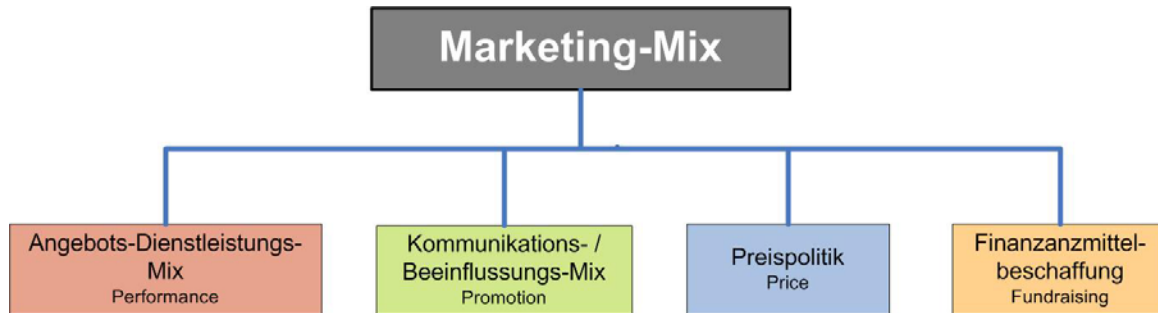 Marketing-Mix
Angebots-Dienstleistungs-
Mix
Performance
Kommunikations- /
Beeinflussungs-Mix
Promotion
Preispolitik
Price
Finanzanzmittel-
beschaffung
Fundraising